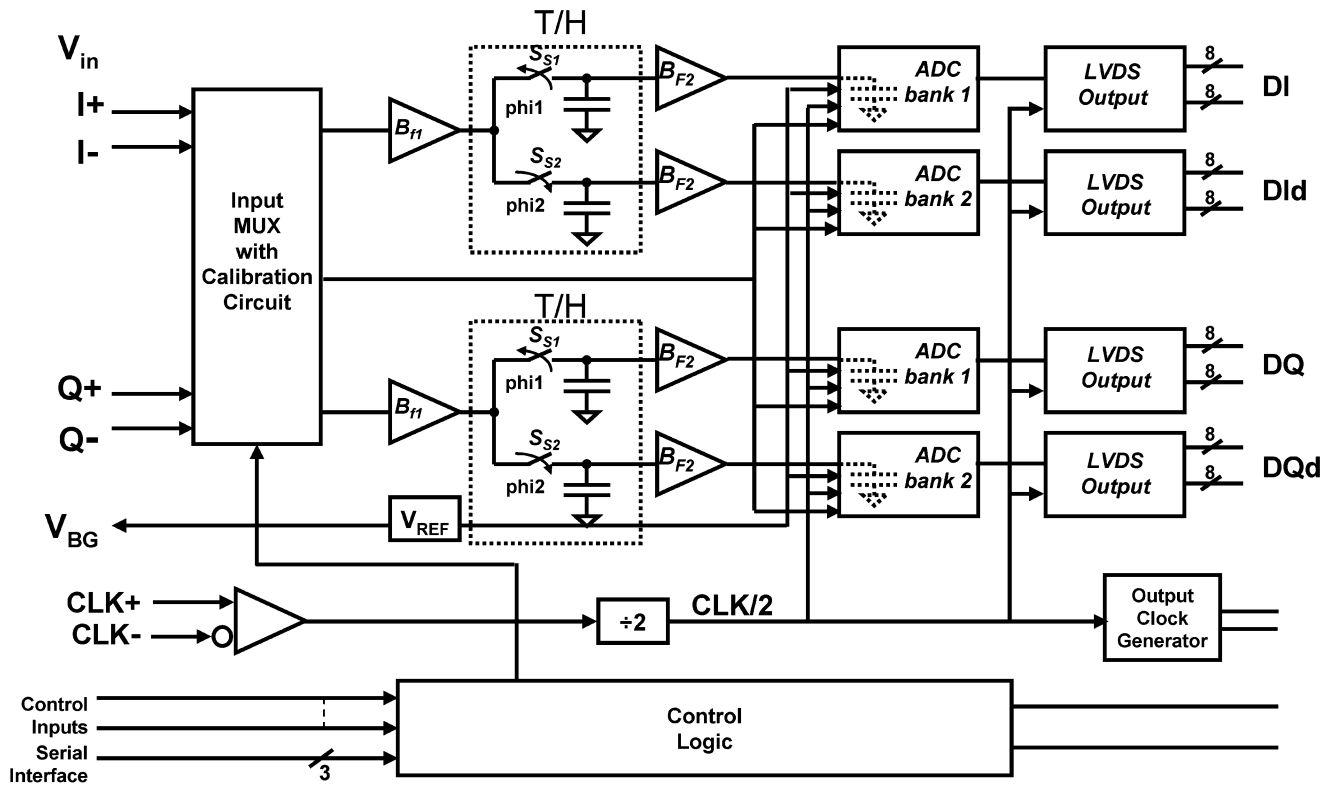 T/H
Vin
I+
I-
Input
MUX
with
Calibration
Circuit
Bf1
SS1
phi1
SS2
phi2
BF2
BF2
ADC
bank 1
ADC
bank 2
LVDS
Output
LVDS
Output
8
8
DI
8
8
DId
T/H
Q+
Q-
Bf1
SS1
phi1
SS2
phi2
BF2
BF2
ADC
bank 1
ADC
bank 2
LVDS
Output
LVDS
Output
8
8
DQ
8
8
DQd
VBG
VREF
CLK+
CLK-
÷2
CLK/2
Output
Clock
Generator
Control
Inputs
Serial
Interface
3
Control
Logic